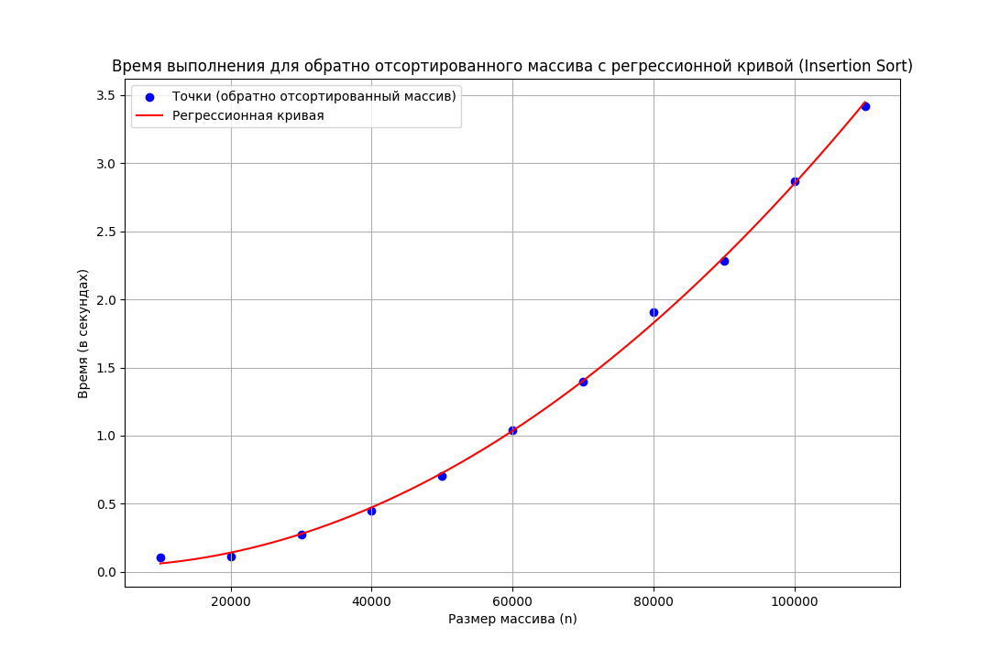 Время выполнения для обратно отсортированного массива с регрессионной кривой (Insertion Sort)
Точки (обратно отсортированный массив)
Регрессионная кривая
3.5
3.0
2.5
2.0
1.5
1.0
0.5
0.0
Время (в секундах)
20000 40000 60000 80000 100000
Размер массива (n)